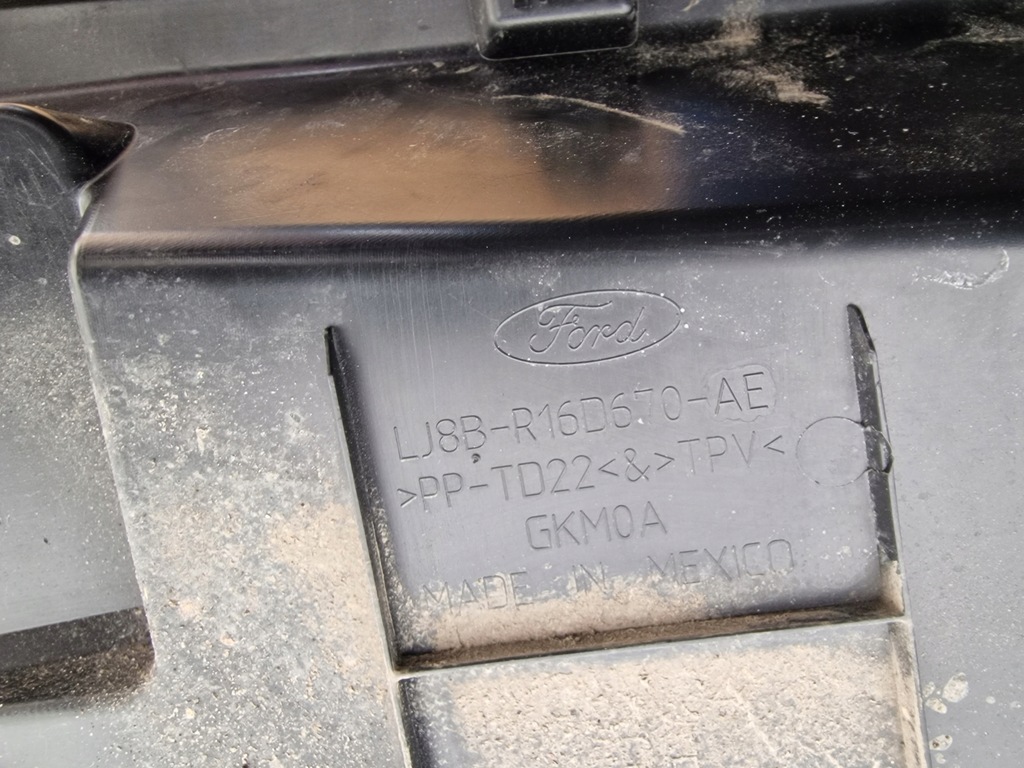 Ford
LJ8B-R16D670-AE
>PP-TD22<&>TPV<
GKM0A
MADE IN MEXICO